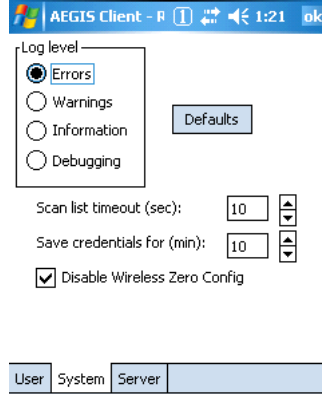 AEGIS Client - R 1 1:21 ok
Log level
Errors
Warnings
Information
Debugging
Defaults
Scan list timeout (sec): 10
Save credentials for (min): 10
Disable Wireless Zero Config
User System Server